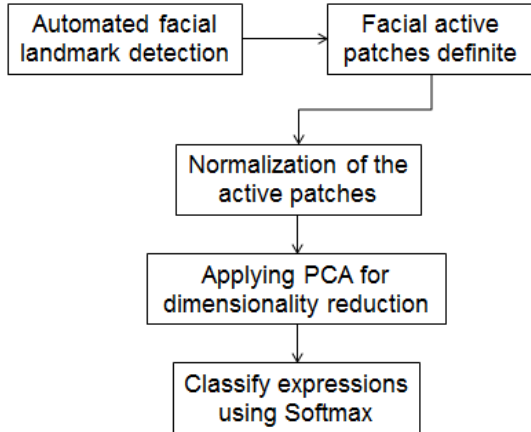 Automated facial
landmark detection
Facial active
patches definite
Normalization of the
active patches
Applying PCA for
dimensionality reduction
Classify expressions
using Softmax